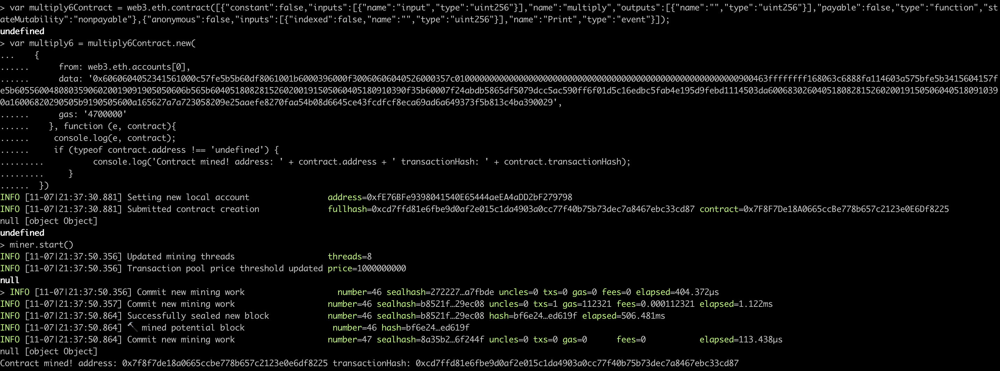 > var multiply6Contract = web3.eth.contract([{"constant":false,"inputs":[{"name":"input","type":"uint256"}],"name":"multiply","outputs":[{"name":"","type":"uint256"}],"payable":false,"type":"function","st
ateMutability":"nonpayable"},{"anonymous":false,"inputs":[{"indexed":false,"name":"","type":"uint256"}],"name":"Print","type":"event"}]);
undefined
> var multiply6 = multiply6Contract.new(
...    {
......      from: web3.eth.accounts[0],
......      data: '0x6060604052341561000c57fe5b5b60df8061001b6000396000f30060606040526000357c0100000000000000000000000000000000000000000000000000000000900463ffffffff168063c6888fa114603a575bfe5b3415604157f
e5b60556004808035906020019091905050606b565b6040518082815260200191505060405180910390f35b60007f24abdb5865df5079dcc5ac590ff6f01d5c16edbc5fab4e195d9febd1114503da600683026040518082815260200191505060405180910390
0a16006820290505b9190505600a165627a7a723058209e25aaefe8270faa54b08d6645ce43fcdfcf8eca69ad6a649373f5b813c4ba390029',
......      gas: '4700000'
......    }, function (e, contract){
......     console.log(e, contract);
......     if (typeof contract.address !== 'undefined') {
.........          console.log('Contract mined! address: ' + contract.address + ' transactionHash: ' + contract.transactionHash);
.........     }
......  })
INFO [11-07|21:37:30.881] Setting new local account                address=0xfE76BFe9398041540E65444aeEA4aDD2bF279798
INFO [11-07|21:37:30.881] Submitted contract creation              fullhash=0xcd7ffd81e6fbe9d0af2e015c1da4903a0cc77f40b75b73dec7a8467ebc33cd87 contract=0x7F8F7De18A0665ccBe778b657c2123e0E6Df8225
null [object Object]
undefined
> miner.start()
INFO [11-07|21:37:50.356] Updated mining threads                   threads=8
INFO [11-07|21:37:50.356] Transaction pool price threshold updated price=1000000000
null
> INFO [11-07|21:37:50.356] Commit new mining work                   number=46 sealhash=272227…a7fbde uncles=0 txs=0 gas=0 fees=0 elapsed=404.372µs
INFO [11-07|21:37:50.357] Commit new mining work                   number=46 sealhash=b8521f…29ec08 uncles=0 txs=1 gas=112321 fees=0.000112321 elapsed=1.122ms
INFO [11-07|21:37:50.864] Successfully sealed new block            number=46 sealhash=b8521f…29ec08 hash=bf6e24…ed619f elapsed=506.481ms
INFO [11-07|21:37:50.864] 🔨 mined potential block                  number=46 hash=bf6e24…ed619f
INFO [11-07|21:37:50.864] Commit new mining work                   number=47 sealhash=8a35b2…6f244f uncles=0 txs=0 gas=0      fees=0           elapsed=113.438µs
null [object Object]
Contract mined! address: 0x7f8f7de18a0665ccbe778b657c2123e0e6df8225 transactionHash: 0xcd7ffd81e6fbe9d0af2e015c1da4903a0cc77f40b75b73dec7a8467ebc33cd87